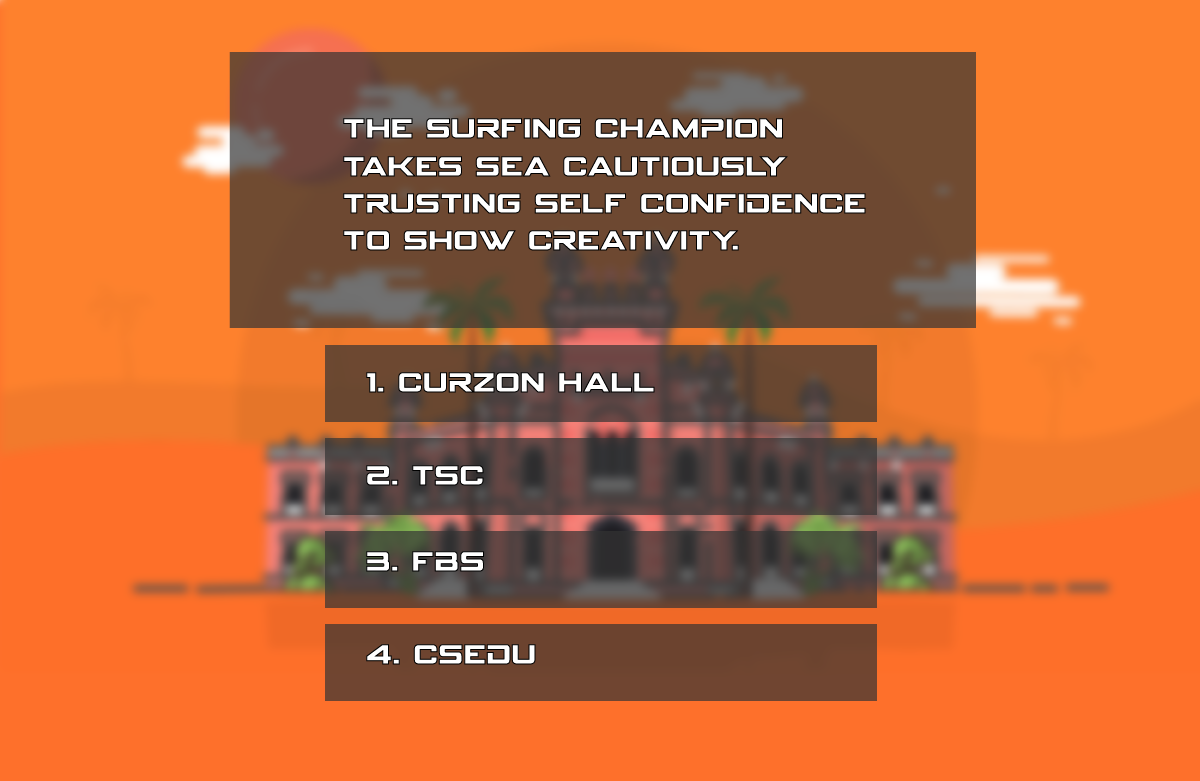 THE SURFING CHAMPION
TAKES SEA CAUTIOUSLY
TRUSTING SELF CONFIDENCE
TO SHOW CREATIVITY.
1. CURZON HALL
2. TSC
3. FBS
4. CSEDU